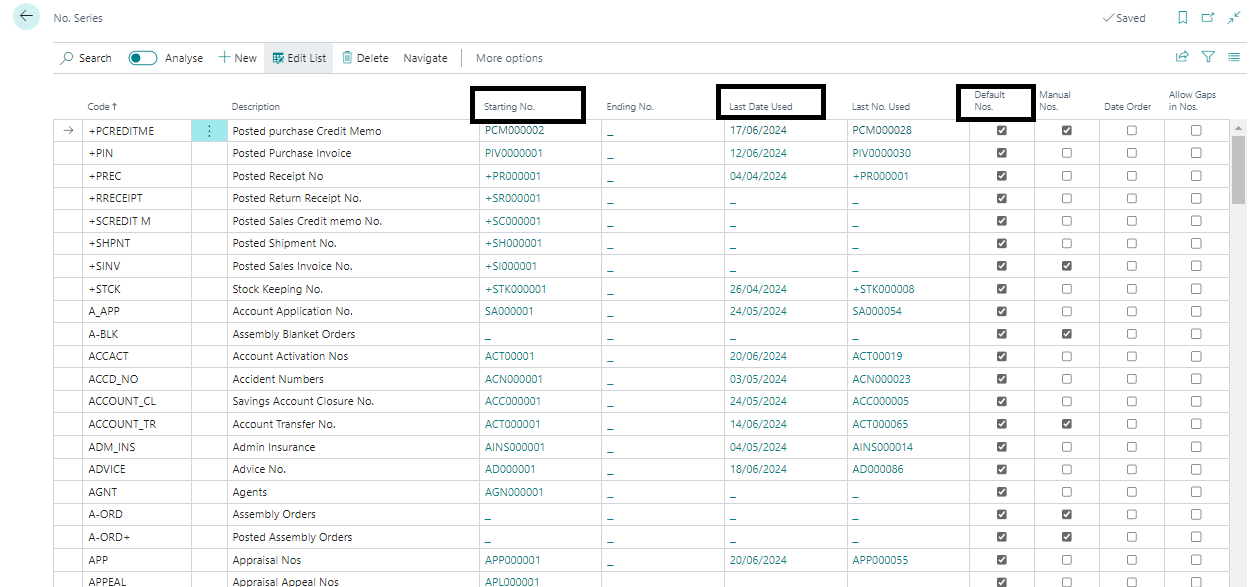 No. Series
Saved
Search Analyse New Edit List Delete Navigate More options
Code ↑ Description Starting No. Ending No. Last Date Used Last No. Used Default Nos. Manual Nos. Date Order Allow Gaps in Nos.
+PCREDITME Posted purchase Credit Memo PCM000002 _ 17/06/2024 PCM000028
+PIN Posted Purchase Invoice PIV0000001 _ 12/06/2024 PIV0000030
+PREC Posted Receipt No +PR000001 _ 04/04/2024 +PR000001
+RRECEIPT Posted Return Receipt No. +SR000001 _ _ _
+SCREDIT M Posted Sales Credit memo No. +SC000001 _ _ _
+SHPNT Posted Shipment No. +SH000001 _ _ _
+SINV Posted Sales Invoice No. +SI000001 _ _ _
+STCK Stock Keeping No. +STK000001 _ 26/04/2024 +STK000008
A_APP Account Application No. SA000001 _ 24/05/2024 SA000054
A-BLK Assembly Blanket Orders _ _ _ _
ACCACT Account Activation Nos ACT00001 _ 20/06/2024 ACT00019
ACCD_NO Accident Numbers ACN000001 _ 03/05/2024 ACN000023
ACCOUNT_CL Savings Account Closure No. ACC000001 _ 24/05/2024 ACC000005
ACCOUNT_TR Account Transfer No. ACT000001 _ 14/06/2024 ACT000065
ADM_INS Admin Insurance AINS000001 _ 04/05/2024 AINS000014
ADVICE Advice No. AD000001 _ 18/06/2024 AD000086
AGNT Agents AGN000001 _ _ _
A-ORD Assembly Orders _ _ _ _
A-ORD+ Posted Assembly Orders _ _ _ _
APP Appraisal Nos APP000001 _ 20/06/2024 APP000055
APPEAL Appraisal Appeal Nos APL000001